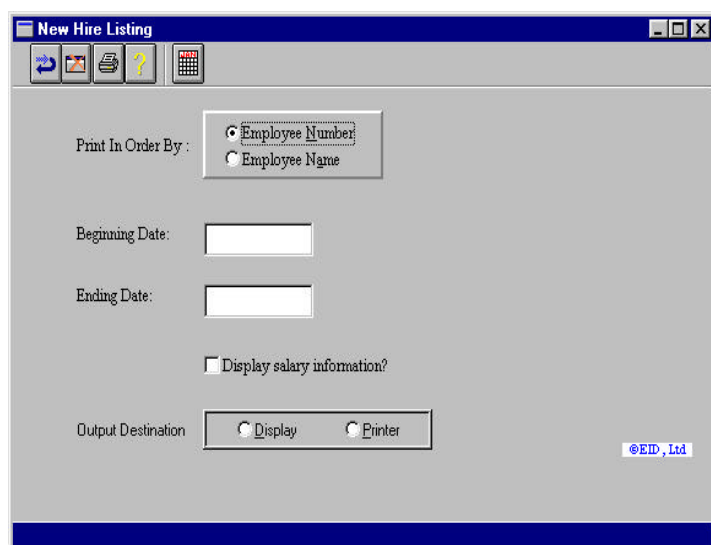 New Hire Listing
JAN
Print In Order By :
Employee Number
Employee Name
Beginning Date:
Ending Date:
Display salary information?
Output Destination
Display
Printer
©EID, Ltd